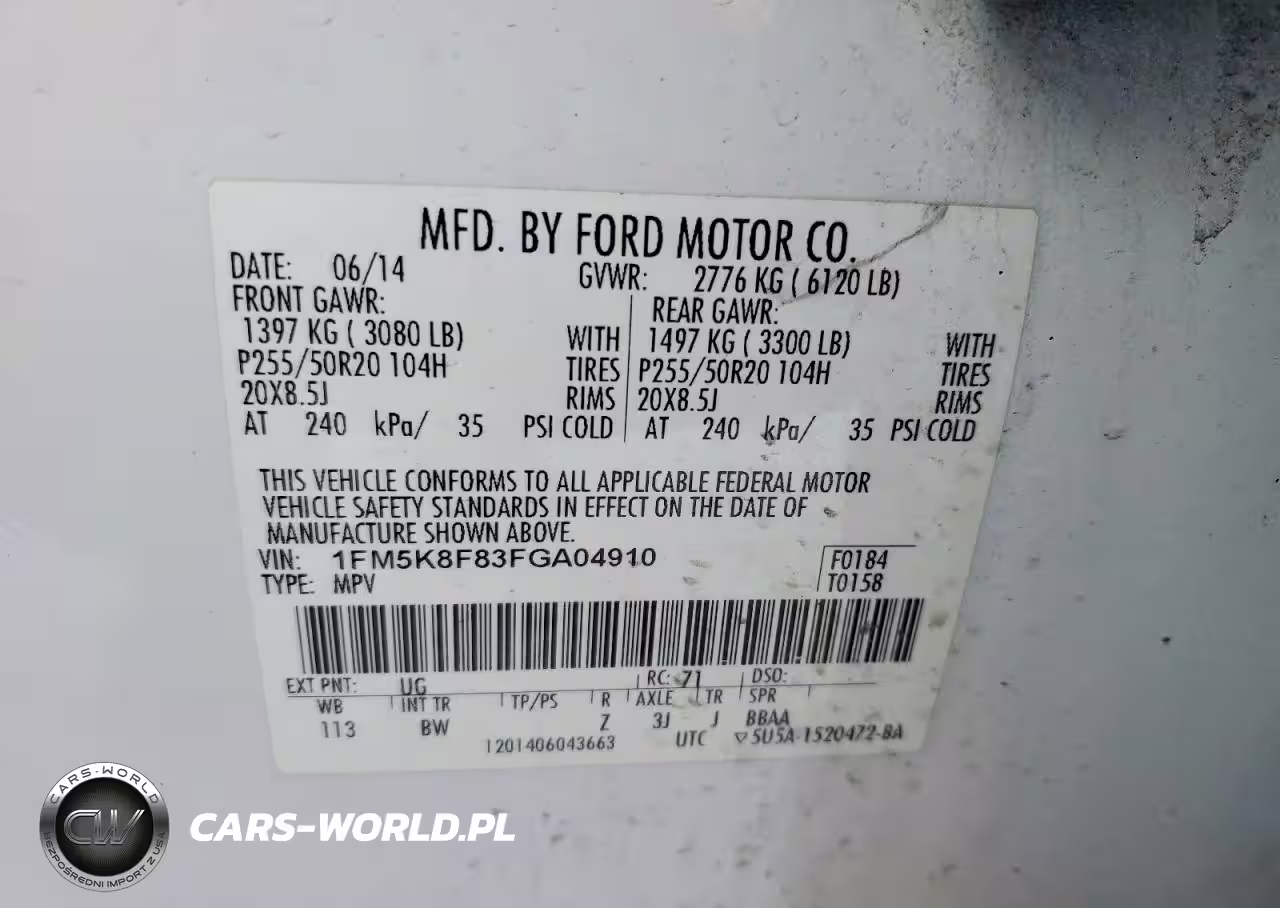 MFD. BY FORD MOTOR CO.
DATE: 06/14 GVWR: 2776 KG ( 6120 LB)
FRONT GAWR: REAR GAWR:
1397 KG ( 3080 LB) WITH 1497 KG ( 3300 LB) WITH
P255/50R20 104H TIRES P255/50R20 104H TIRES
20X8.5J RIMS 20X8.5J RIMS
AT 240 kPa/ 35 PSI COLD AT 240 kPa/ 35 PSI COLD
THIS VEHICLE CONFORMS TO ALL APPLICABLE FEDERAL MOTOR
VEHICLE SAFETY STANDARDS IN EFFECT ON THE DATE OF
MANUFACTURE SHOWN ABOVE.
VIN: 1FM5K8F83FGA04910 F0184
TYPE: MPV T0158
EXT PNT: UG RC: 71 DSO:
WB INT TR TP/PS R AXLE TR SPR
113 BW Z 3J J BBAA
1201406043663 UTC ▽5U5A-1520472-BA
CARS-WORLD
CW
BEZPOŚREDNI IMPORT Z USA
CARS-WORLD.PL